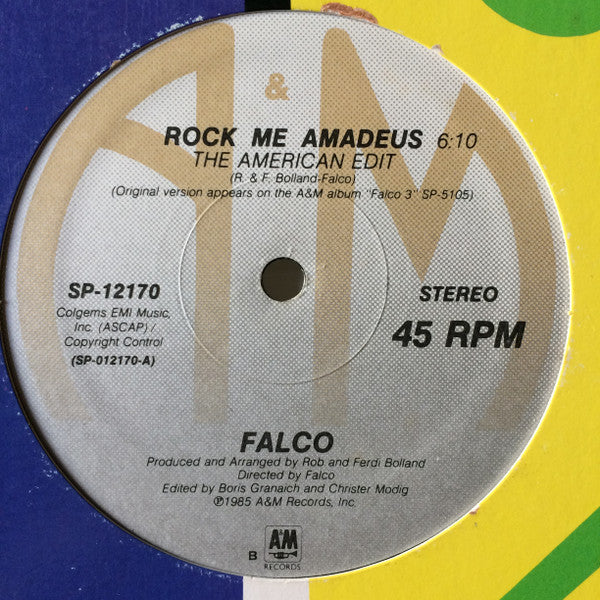 A&M
ROCK ME AMADEUS 6:10
THE AMERICAN EDIT
(R. & F. Bolland-Falco)
(Original version appears on the A&M album "Falco 3" SP-5105)
SP-12170
Colgems EMI Music,
Inc. (ASCAP) /
Copyright Control
(SP-012170-A)
STEREO
45 RPM
FALCO
Produced and Arranged by Rob and Ferdi Bolland
Directed by Falco
Edited by Boris Granaich and Christer Modig
℗1985 A&M Records, Inc.
B
A&M
RECORDS